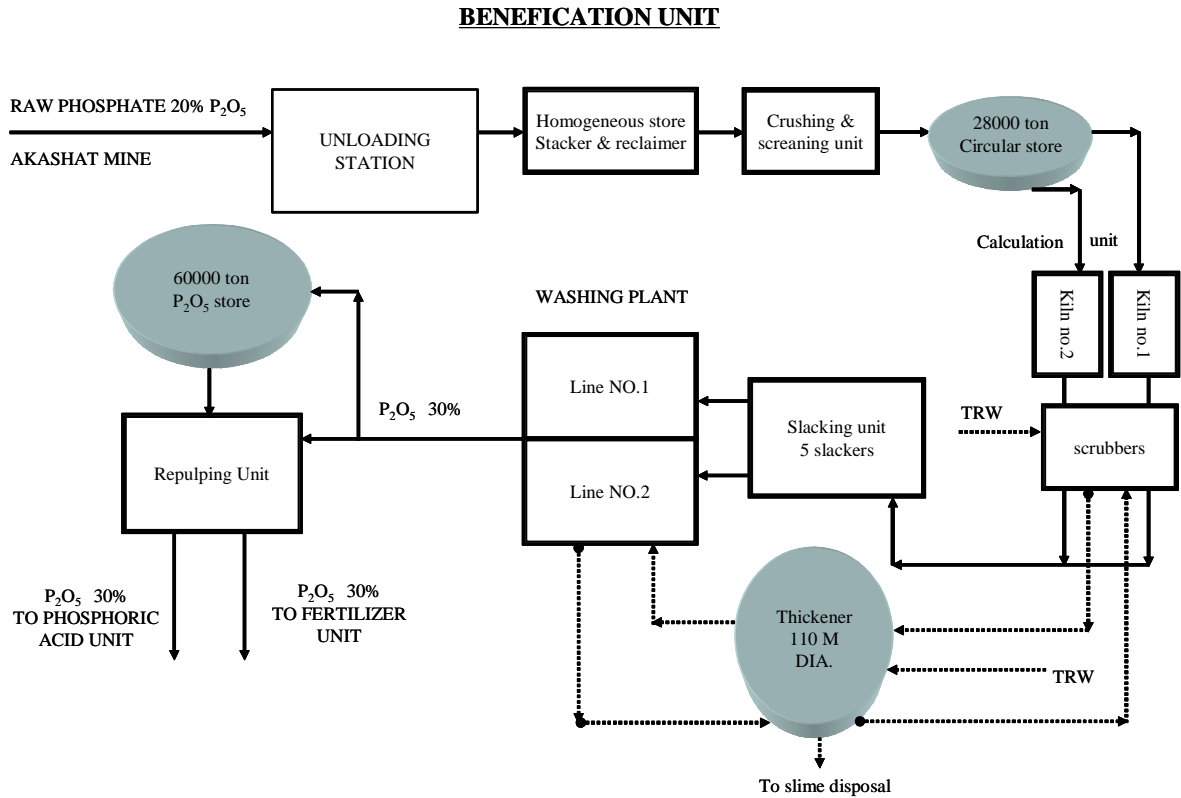 BENEFICATION UNIT
RAW PHOSPHATE 20% P₂O₅
AKASHAT MINE
UNLOADING
STATION
Homogeneous store
Stacker & reclaimer
Crushing &
screaning unit
28000 ton
Circular store
Calculation unit
Kiln no.2
Kiln no.1
60000 ton
P₂O₅ store
WASHING PLANT
Line NO.1
Line NO.2
P₂O₅ 30%
Slacking unit
5 slackers
TRW
scrubbers
Repulping Unit
P₂O₅ 30%
TO PHOSPHORIC
ACID UNIT
P₂O₅ 30%
TO FERTILIZER
UNIT
Thickener
110 M
DIA.
TRW
To slime disposal